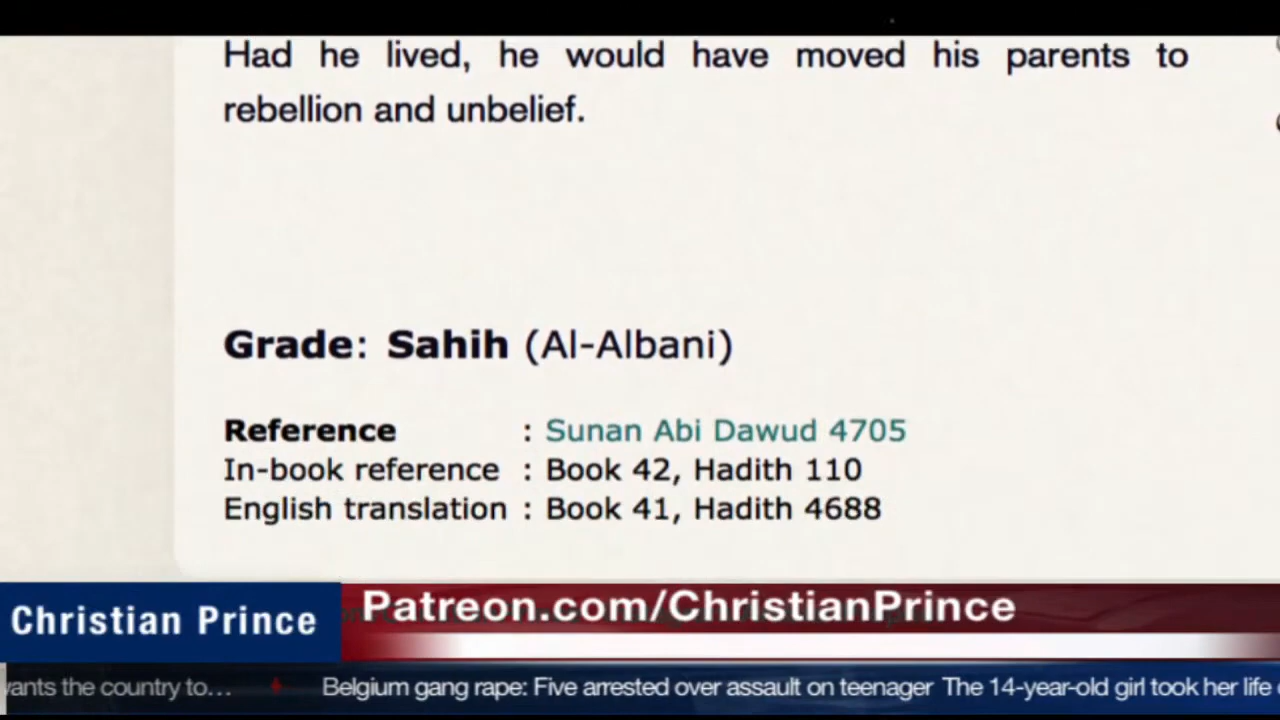 Had he lived, he would have moved his parents to
rebellion and unbelief.
Grade: Sahih (Al-Albani)
Reference : Sunan Abi Dawud 4705
In-book reference : Book 42, Hadith 110
English translation : Book 41, Hadith 4688
Christian Prince
Patreon.com/ChristianPrince
wants the country to... Belgium gang rape: Five arrested over assault on teenager The 14-year-old girl took her life